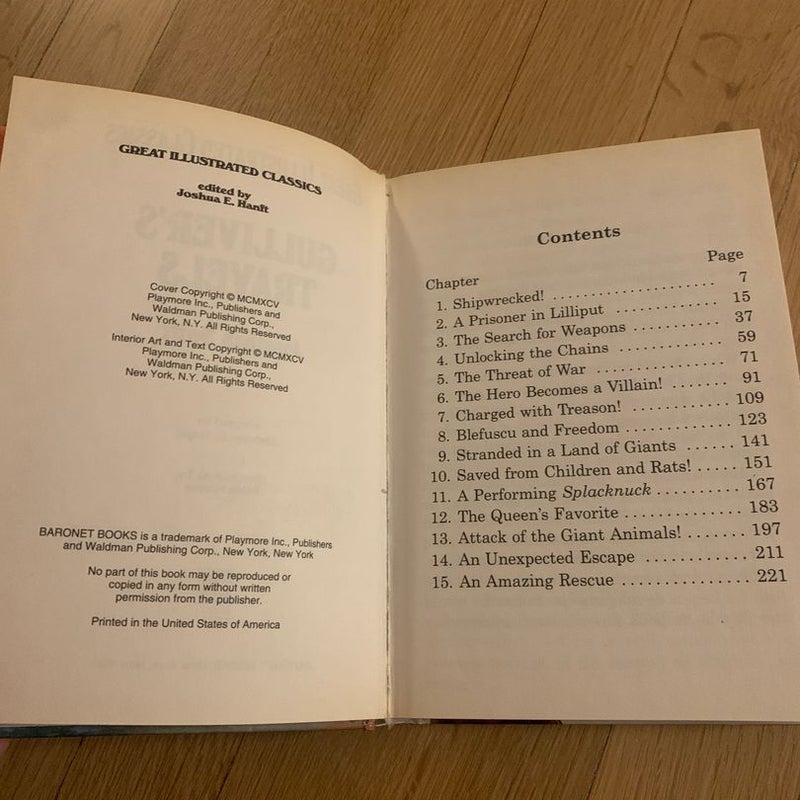 GREAT ILLUSTRATED CLASSICS
edited by
Joshua E. Hanft
Cover Copyright © MCMXCV
Playmore Inc., Publishers and
Waldman Publishing Corp.,
New York, N.Y. All Rights Reserved
Interior Art and Text Copyright © MCMXCV
Playmore Inc., Publishers and
Waldman Publishing Corp.,
New York, N.Y. All Rights Reserved
BARONET BOOKS is a trademark of Playmore Inc., Publishers
and Waldman Publishing Corp., New York, New York
No part of this book may be reproduced or
copied in any form without written
permission from the publisher.
Printed in the United States of America
Contents
Chapter Page
1. Shipwrecked! ........................ 7
2. A Prisoner in Lilliput ............... 15
3. The Search for Weapons ............. 37
4. Unlocking the Chains ............... 59
5. The Threat of War .................. 71
6. The Hero Becomes a Villain! ....... 91
7. Charged with Treason! ............ 109
8. Blefuscu and Freedom ............. 123
9. Stranded in a Land of Giants ...... 141
10. Saved from Children and Rats! ..... 151
11. A Performing Splacknuck .......... 167
12. The Queen's Favorite .............. 183
13. Attack of the Giant Animals! ....... 197
14. An Unexpected Escape ............ 211
15. An Amazing Rescue ............... 221